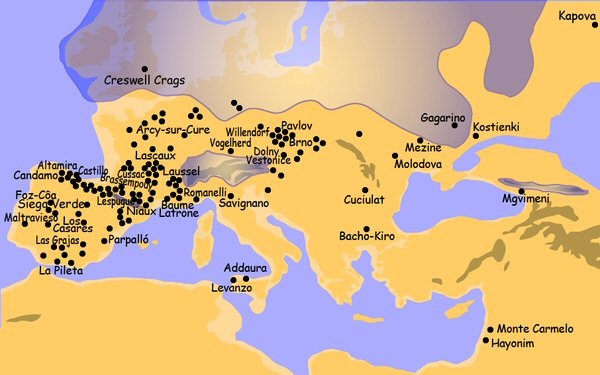 Kapova
Creswell Crags
Gagarino
Kostienki
Arcy-sur-Cure
Willendorf
Pavlov
Vogelherd
Brno
Mezine
Dolny
Vestonice
Molodova
Lascaux
Altamira
Castillo
Candamo
Cussac
Laussel
Brassempouy
Romanelli
Foz-Côa
Lespugue
Siega Verde
Niaux
Baume
Latrone
Savignano
Cuciulat
Mgvimeni
Maltravieso
Los
Casares
Las Grajas
Parpalló
Bacho-Kiro
La Pileta
Addaura
Levanzo
Monte Carmelo
Hayonim